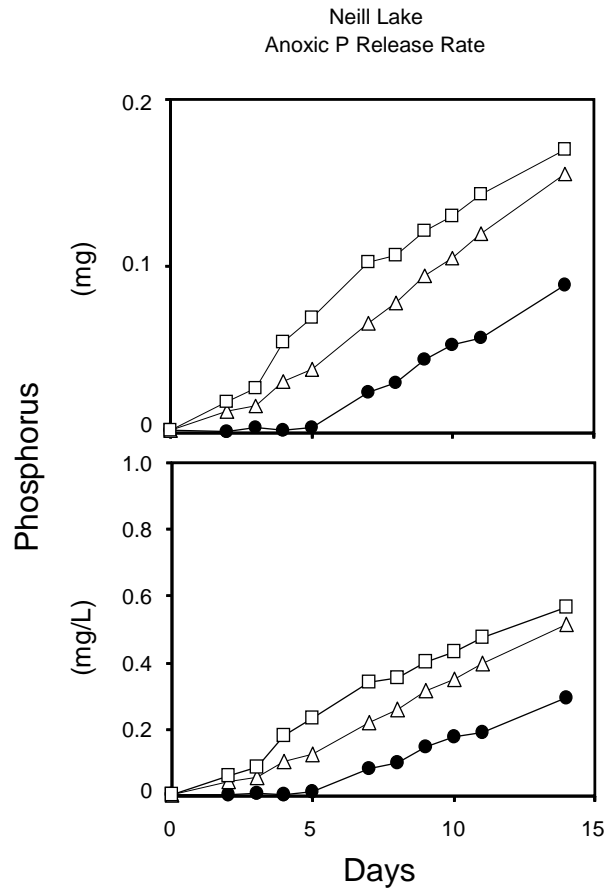 Neill Lake
Anoxic P Release Rate
0.2
0.1
0
(mg)
Phosphorus
1.0
0.8
0.6
0.4
0.2
0
(mg/L)
0 5 10 15
Days